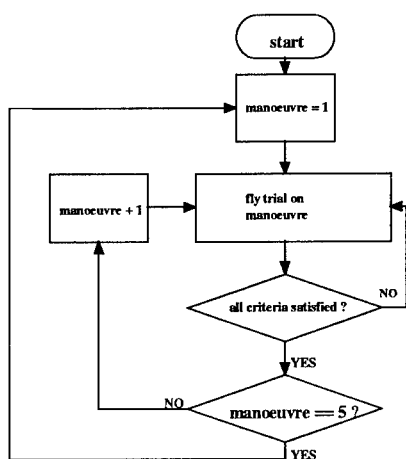 start
manoeuvre = 1
manoeuvre + 1
fly trial on
manoeuvre
all criteria satisfied ?
NO
YES
NO
manoeuvre == 5 ?
YES